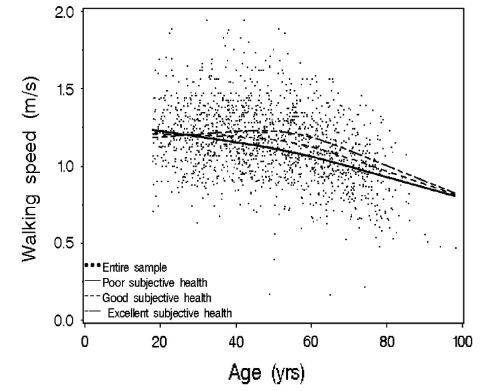 2.0
1.5
1.0
0.5
0.0
Walking speed (m/s)
Entire sample
Poor subjective health
Good subjective health
Excellent subjective health
0 20 40 60 80 100
Age (yrs)